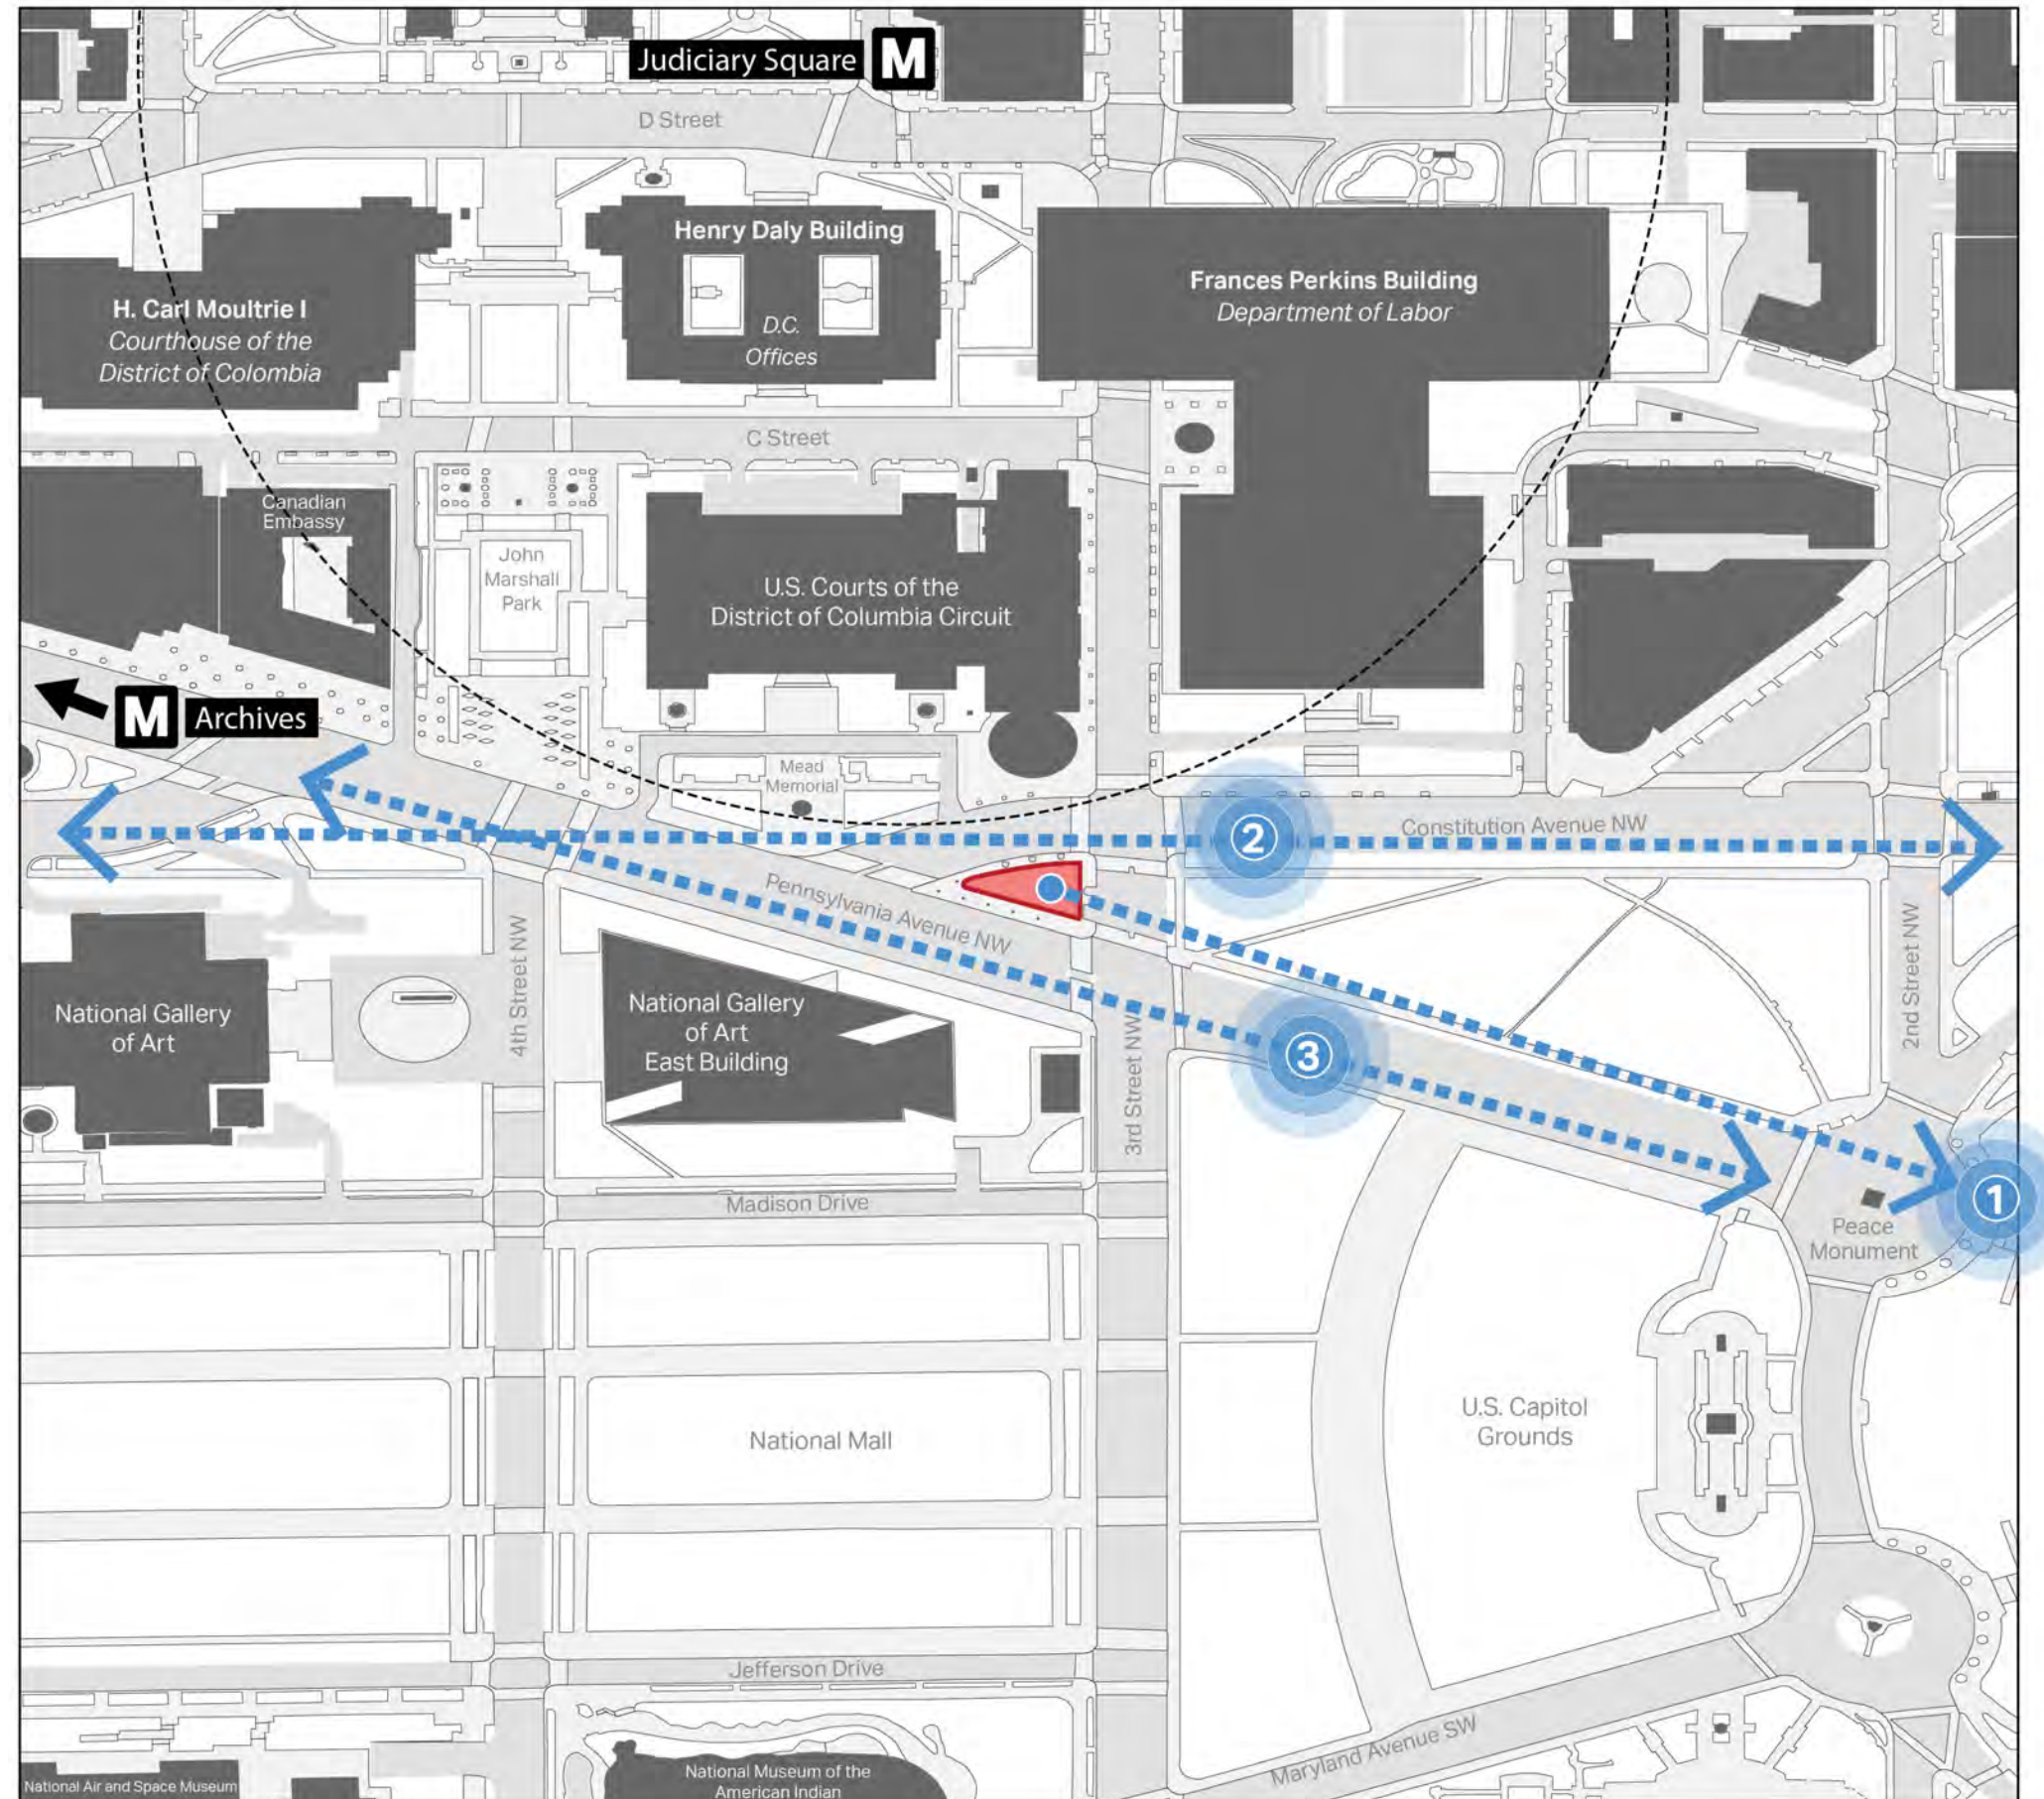 Judiciary Square M
D Street
Henry Daly Building
D.C.
Offices
Frances Perkins Building
Department of Labor
H. Carl Moultrie I
Courthouse of the
District of Colombia
C Street
Canadian
Embassy
John
Marshall
Park
U.S. Courts of the
District of Columbia Circuit
M Archives
Mead
Memorial
2
Constitution Avenue NW
Pennsylvania Avenue NW
National Gallery
of Art
4th Street NW
National Gallery
of Art
East Building
3rd Street NW
3
2nd Street NW
1
Peace
Monument
Madison Drive
National Mall
U.S. Capitol
Grounds
Jefferson Drive
Maryland Avenue SW
National Air and Space Museum
National Museum of the
American Indian